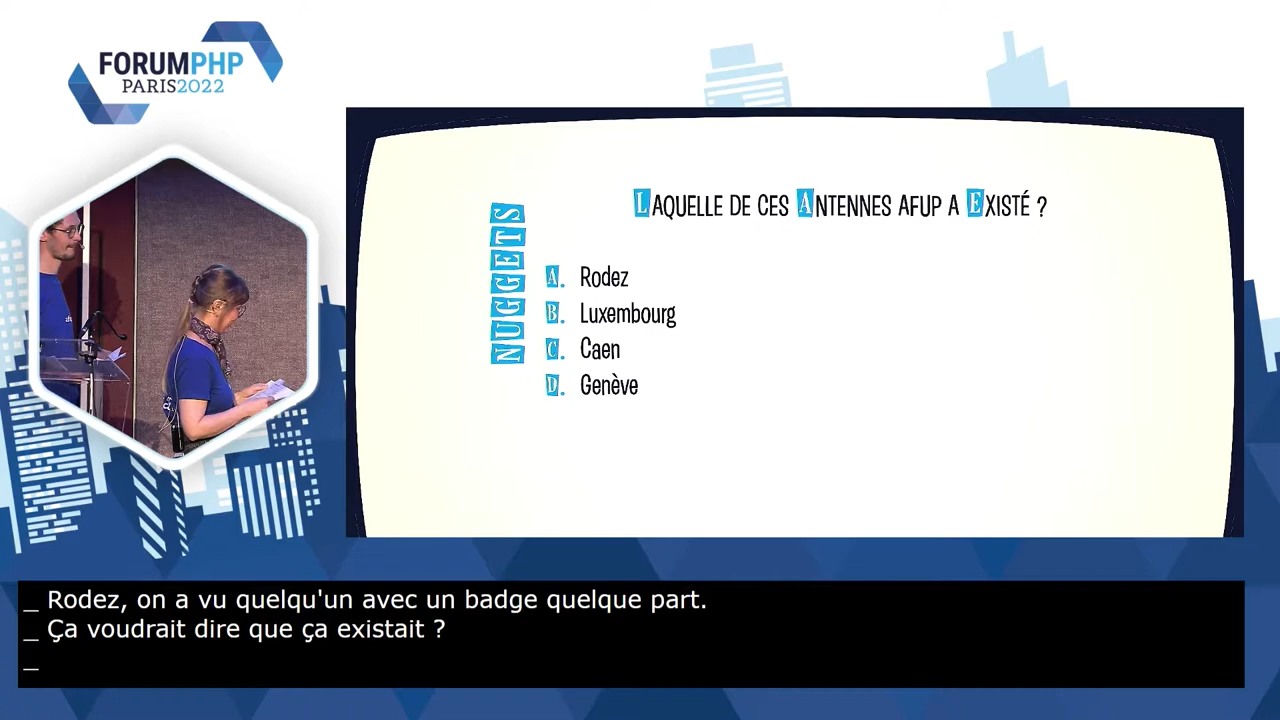 FORUMPHP
PARIS2022
LAQUELLE DE CES ANTENNES AFUP A EXISTÉ ?
NUGGETS
A. Rodez
B. Luxembourg
C. Caen
D. Genève
_ Rodez, on a vu quelqu'un avec un badge quelque part.
_ Ça voudrait dire que ça existait ?
_